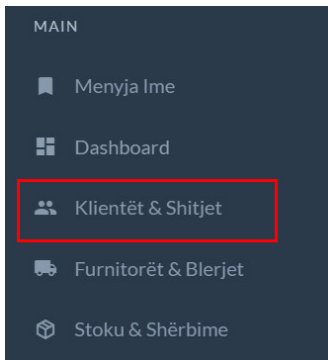 MAIN
Menyja Ime
Dashboard
Klientët & Shitjet
Furnitorët & Blerjet
Stoku & Shërbime